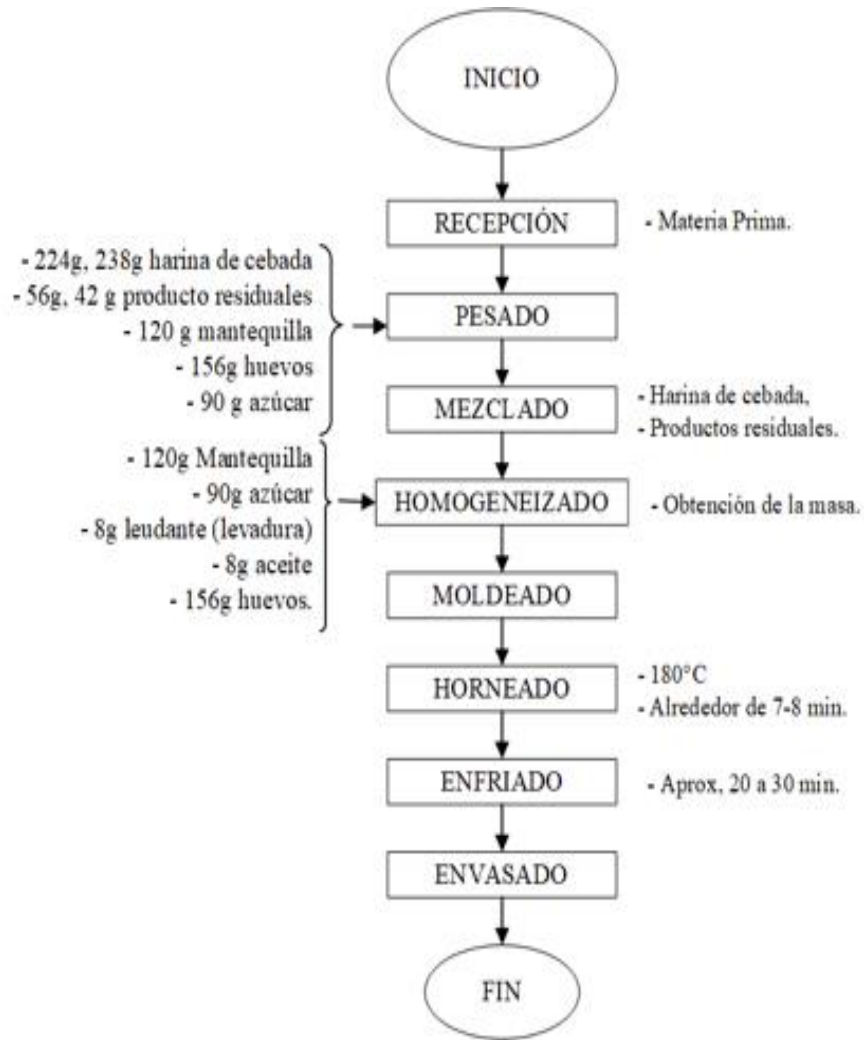 INICIO
RECEPCIÓN
- Materia Prima.
- 224g, 238g harina de cebada
- 56g, 42 g producto residuales
- 120 g mantequilla
- 156g huevos
- 90 g azúcar
PESADO
MEZCLADO
- Harina de cebada,
- Productos residuales.
- 120g Mantequilla
- 90g azúcar
- 8g leudante (levadura)
- 8g aceite
- 156g huevos.
HOMOGENEIZADO
- Obtención de la masa.
MOLDEADO
HORNEADO
- 180°C
- Alrededor de 7-8 min.
ENFRIADO
- Aprox, 20 a 30 min.
ENVASADO
FIN